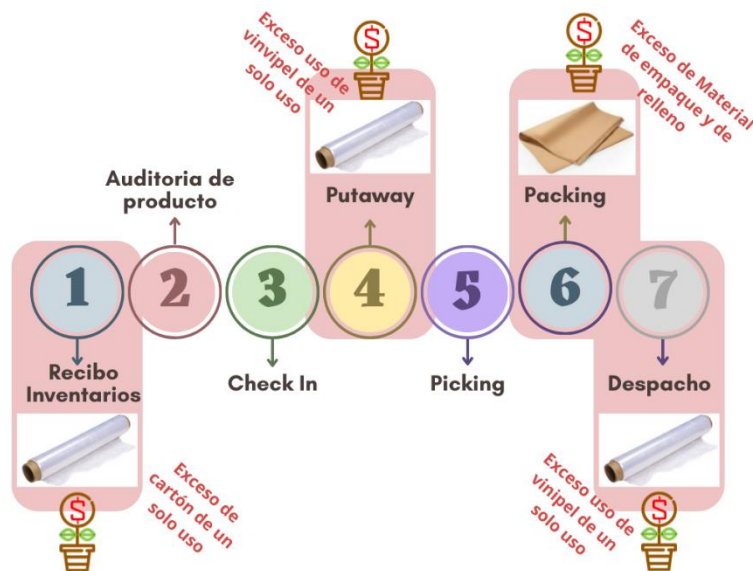 $
Exceso uso de
vinvipel de un
solo uso
$
Exceso de Material
de empaque y de
relleno
Auditoria de
producto
Putaway
Packing
1
2
3
4
5
6
7
Recibo
Inventarios
Check In
Picking
Despacho
Exceso de
cartón de un
solo uso
$
Exceso uso de
vinipel de un
solo uso
$